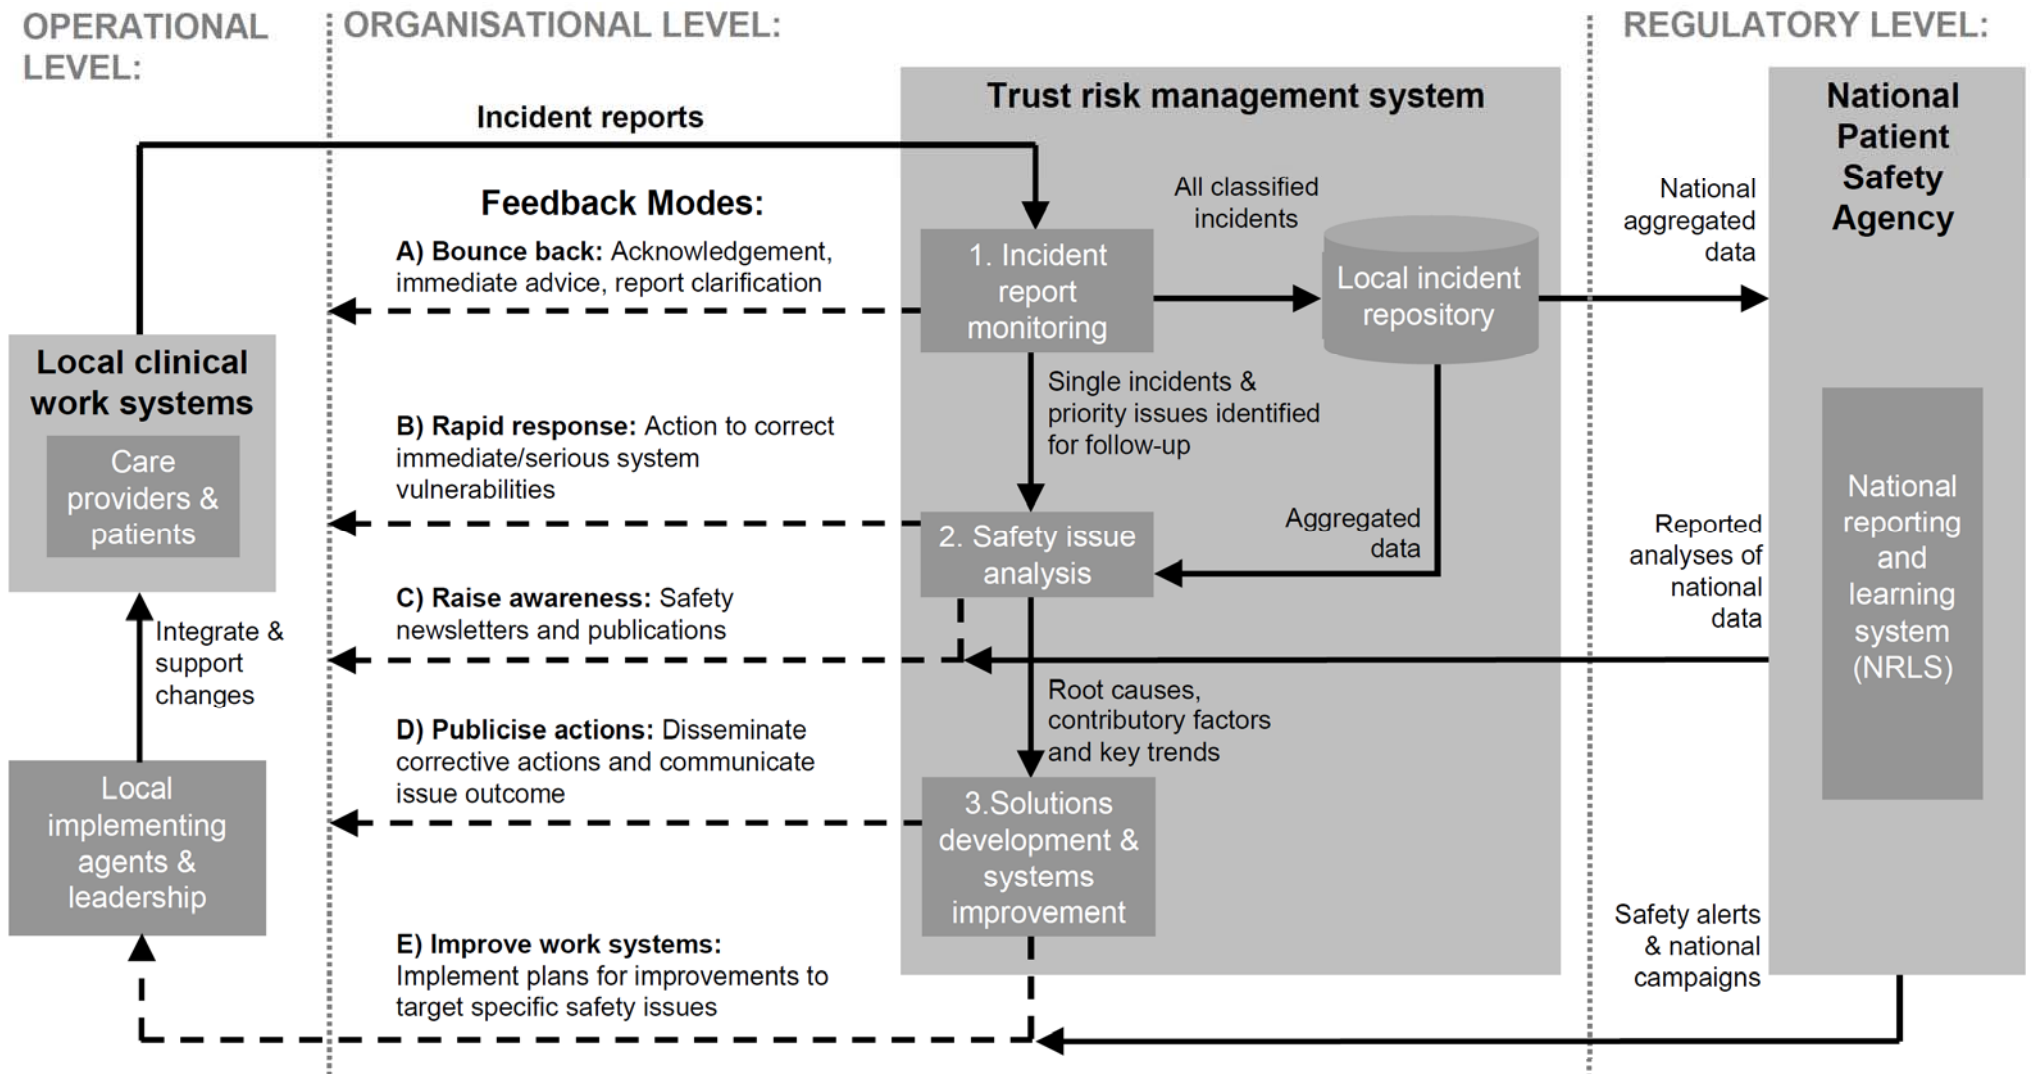 OPERATIONAL
LEVEL:
ORGANISATIONAL LEVEL:
REGULATORY LEVEL:
Incident reports
Feedback Modes:
A) Bounce back: Acknowledgement,
immediate advice, report clarification
B) Rapid response: Action to correct
immediate/serious system
vulnerabilities
C) Raise awareness: Safety
newsletters and publications
D) Publicise actions: Disseminate
corrective actions and communicate
issue outcome
E) Improve work systems:
Implement plans for improvements to
target specific safety issues
Local clinical
work systems
Care
providers &
patients
Integrate &
support
changes
Local
implementing
agents &
leadership
Trust risk management system
1. Incident
report
monitoring
All classified
incidents
Local incident
repository
Single incidents &
priority issues identified
for follow-up
Aggregated
data
2. Safety issue
analysis
Root causes,
contributory factors
and key trends
3.Solutions
development &
systems
improvement
National
aggregated
data
Reported
analyses of
national
data
Safety alerts
& national
campaigns
National
Patient
Safety
Agency
National
reporting
and
learning
system
(NRLS)